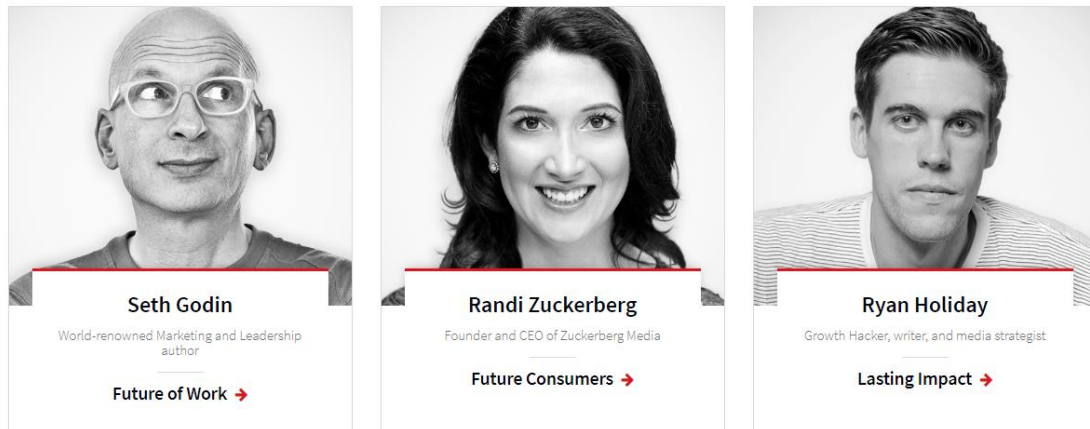 Seth Godin
World-renowned Marketing and Leadership
author
Future of Work
Randi Zuckerberg
Founder and CEO of Zuckerberg Media
Future Consumers
Ryan Holiday
Growth Hacker, writer, and media strategist
Lasting Impact